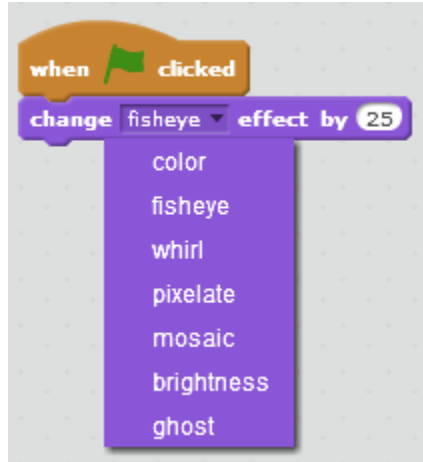 when clicked
change fisheye effect by 25
color
fisheye
whirl
pixelate
mosaic
brightness
ghost